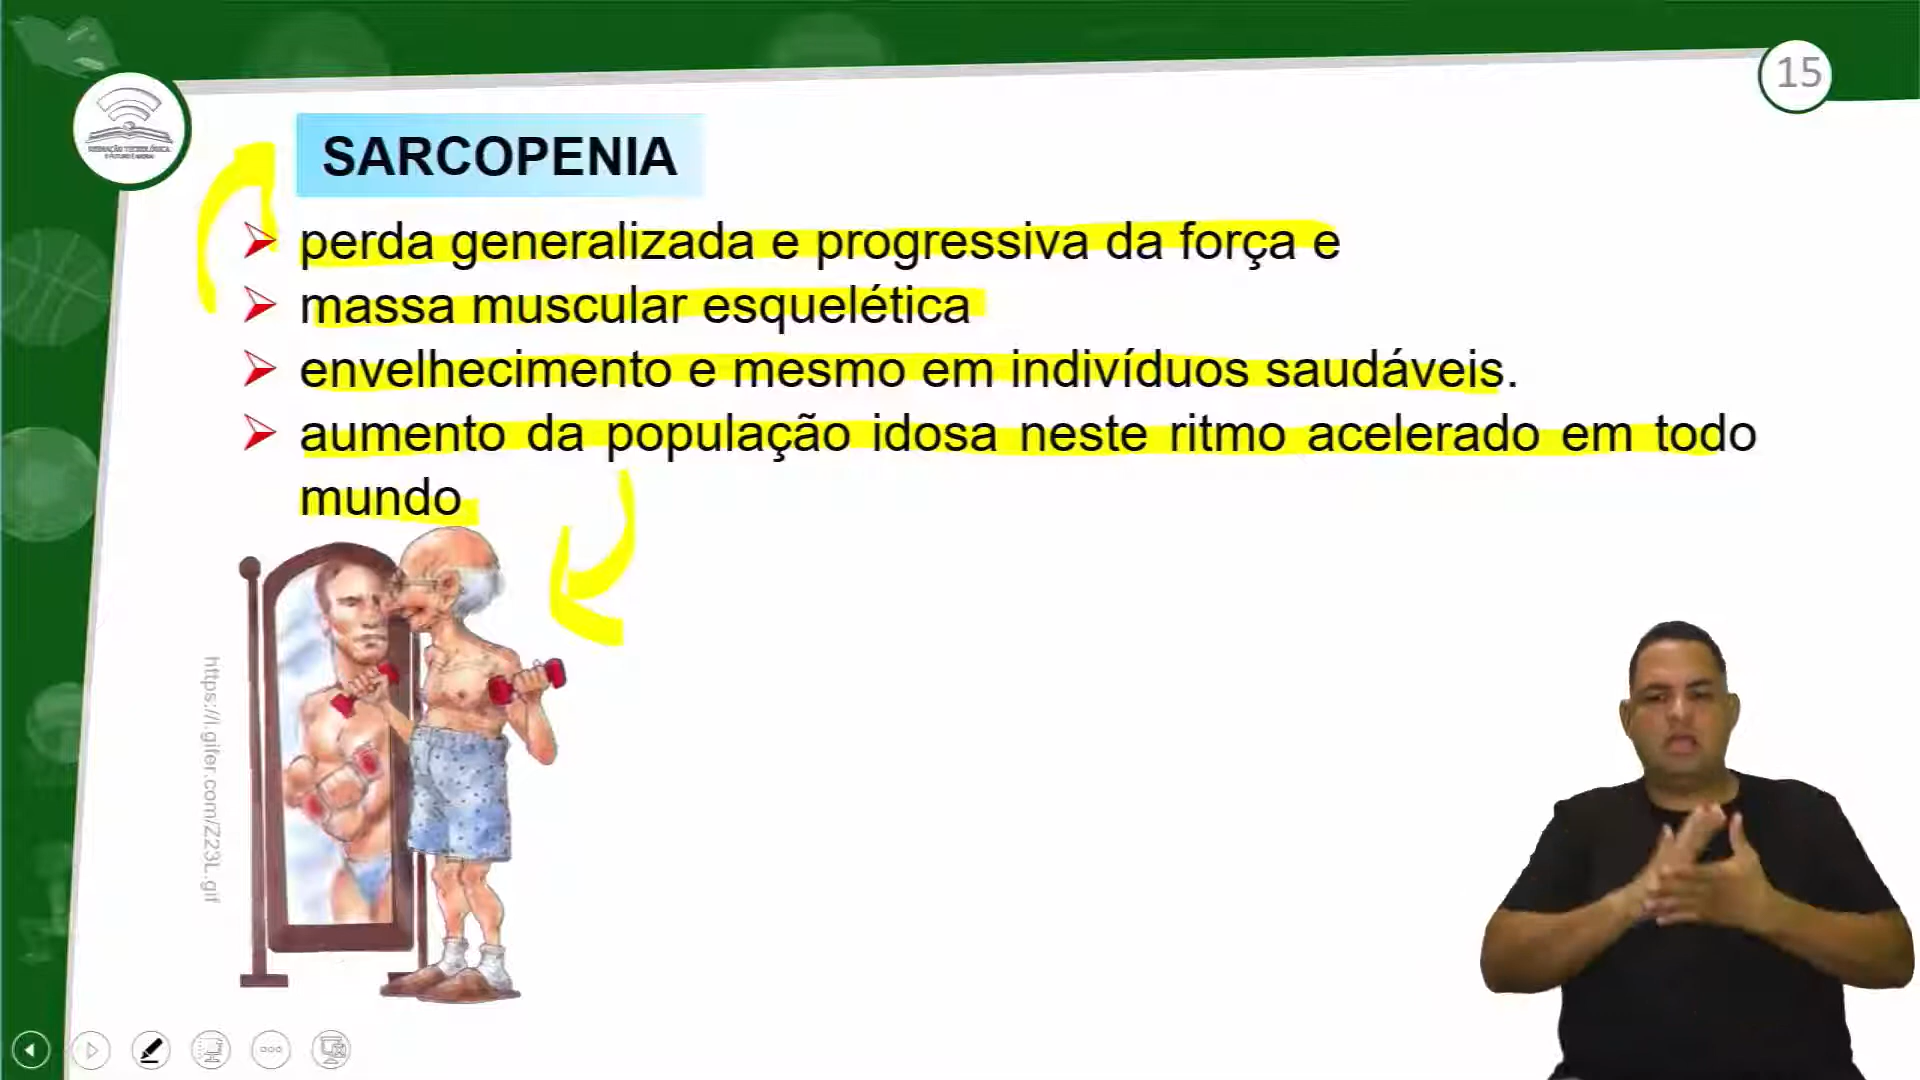 15
SARCOPENIA
perda generalizada e progressiva da força e
massa muscular esquelética
envelhecimento e mesmo em indivíduos saudáveis.
aumento da população idosa neste ritmo acelerado em todo
mundo
https://i.gifer.com/Z23L.gif